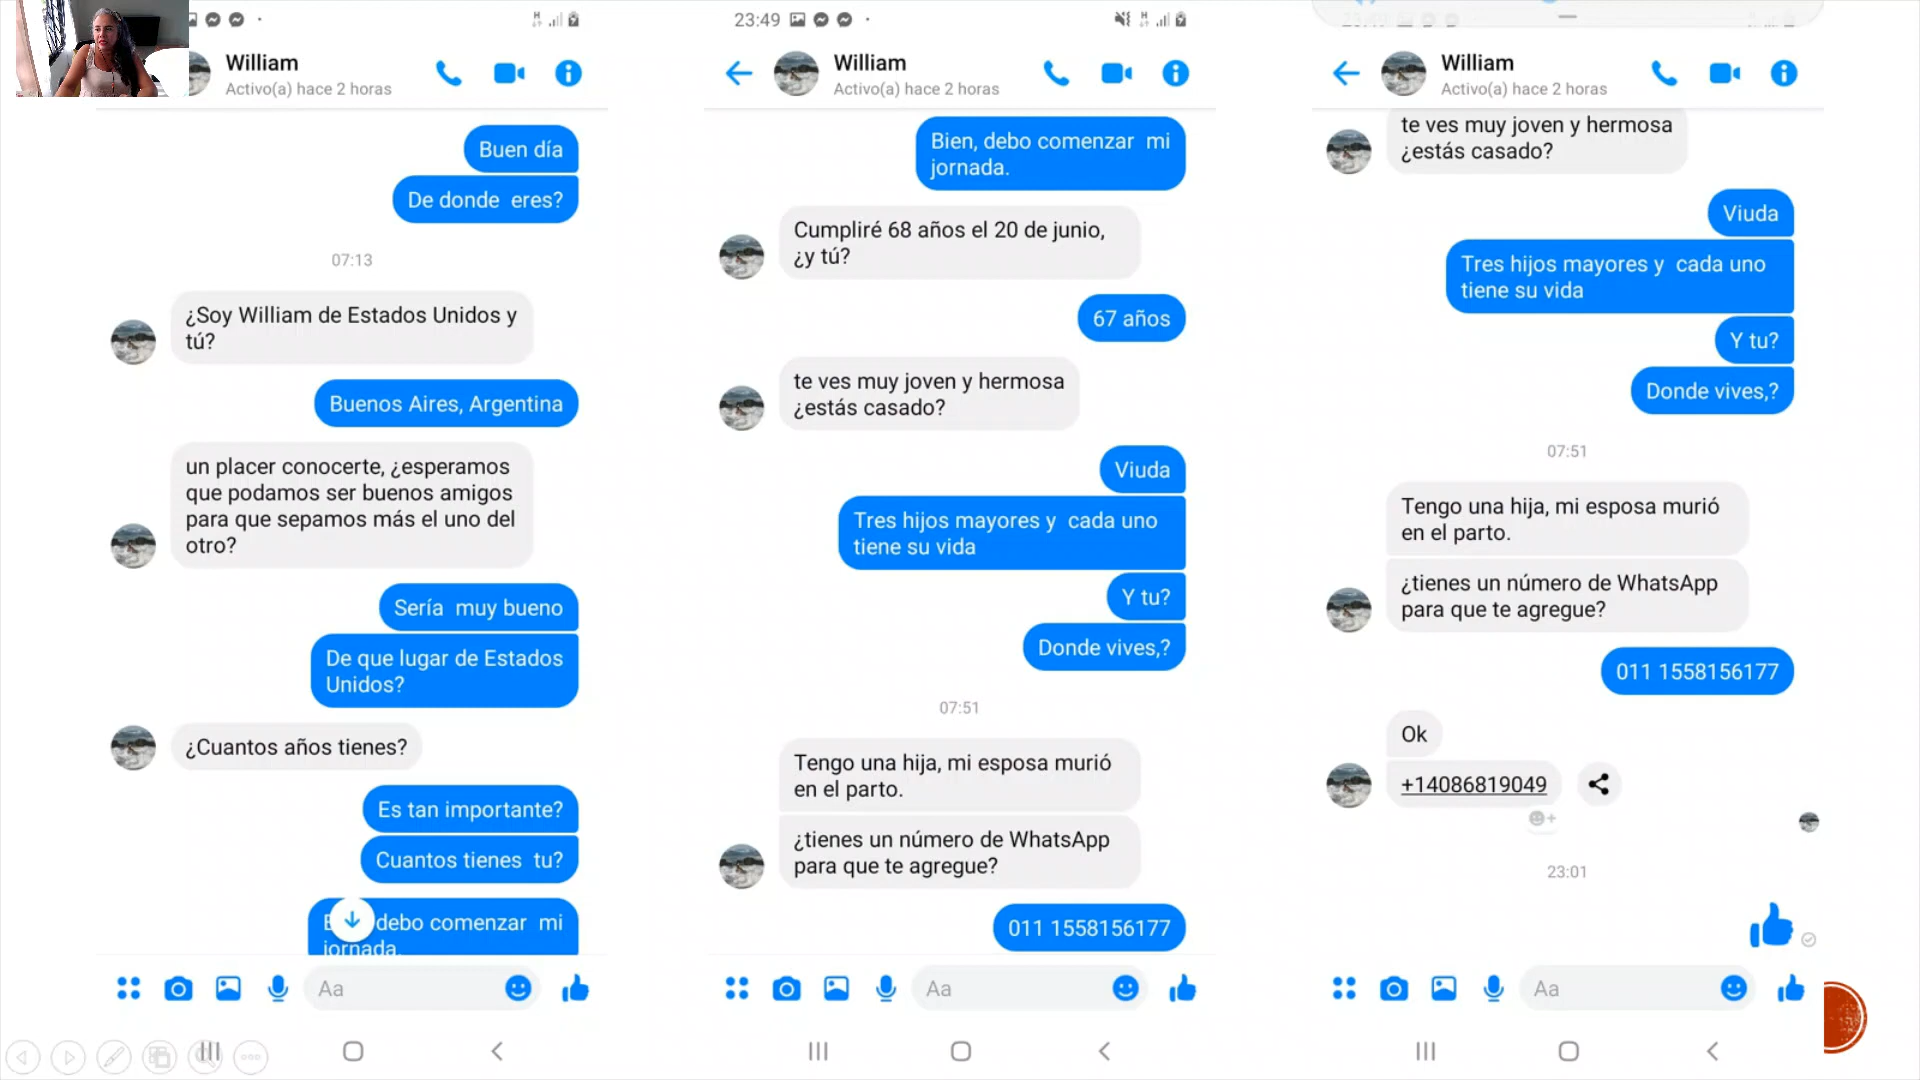 William
Activo(a) hace 2 horas
Buen día
De donde eres?
07:13
¿Soy William de Estados Unidos y
tú?
Buenos Aires, Argentina
un placer conocerte, ¿esperamos
que podamos ser buenos amigos
para que sepamos más el uno del
otro?
Sería muy bueno
De que lugar de Estados
Unidos?
¿Cuantos años tienes?
Es tan importante?
Cuantos tienes tu?
debo comenzar mi
jornada.
Aa
23:49
William
Activo(a) hace 2 horas
Bien, debo comenzar mi
jornada.
Cumpliré 68 años el 20 de junio,
¿y tú?
67 años
te ves muy joven y hermosa
¿estás casado?
Viuda
Tres hijos mayores y cada uno
tiene su vida
Y tu?
Donde vives,?
07:51
Tengo una hija, mi esposa murió
en el parto.
¿tienes un número de WhatsApp
para que te agregue?
011 1558156177
Aa
William
Activo(a) hace 2 horas
te ves muy joven y hermosa
¿estás casado?
Viuda
Tres hijos mayores y cada uno
tiene su vida
Y tu?
Donde vives,?
07:51
Tengo una hija, mi esposa murió
en el parto.
¿tienes un número de WhatsApp
para que te agregue?
011 1558156177
Ok
+14086819049
23:01
Aa